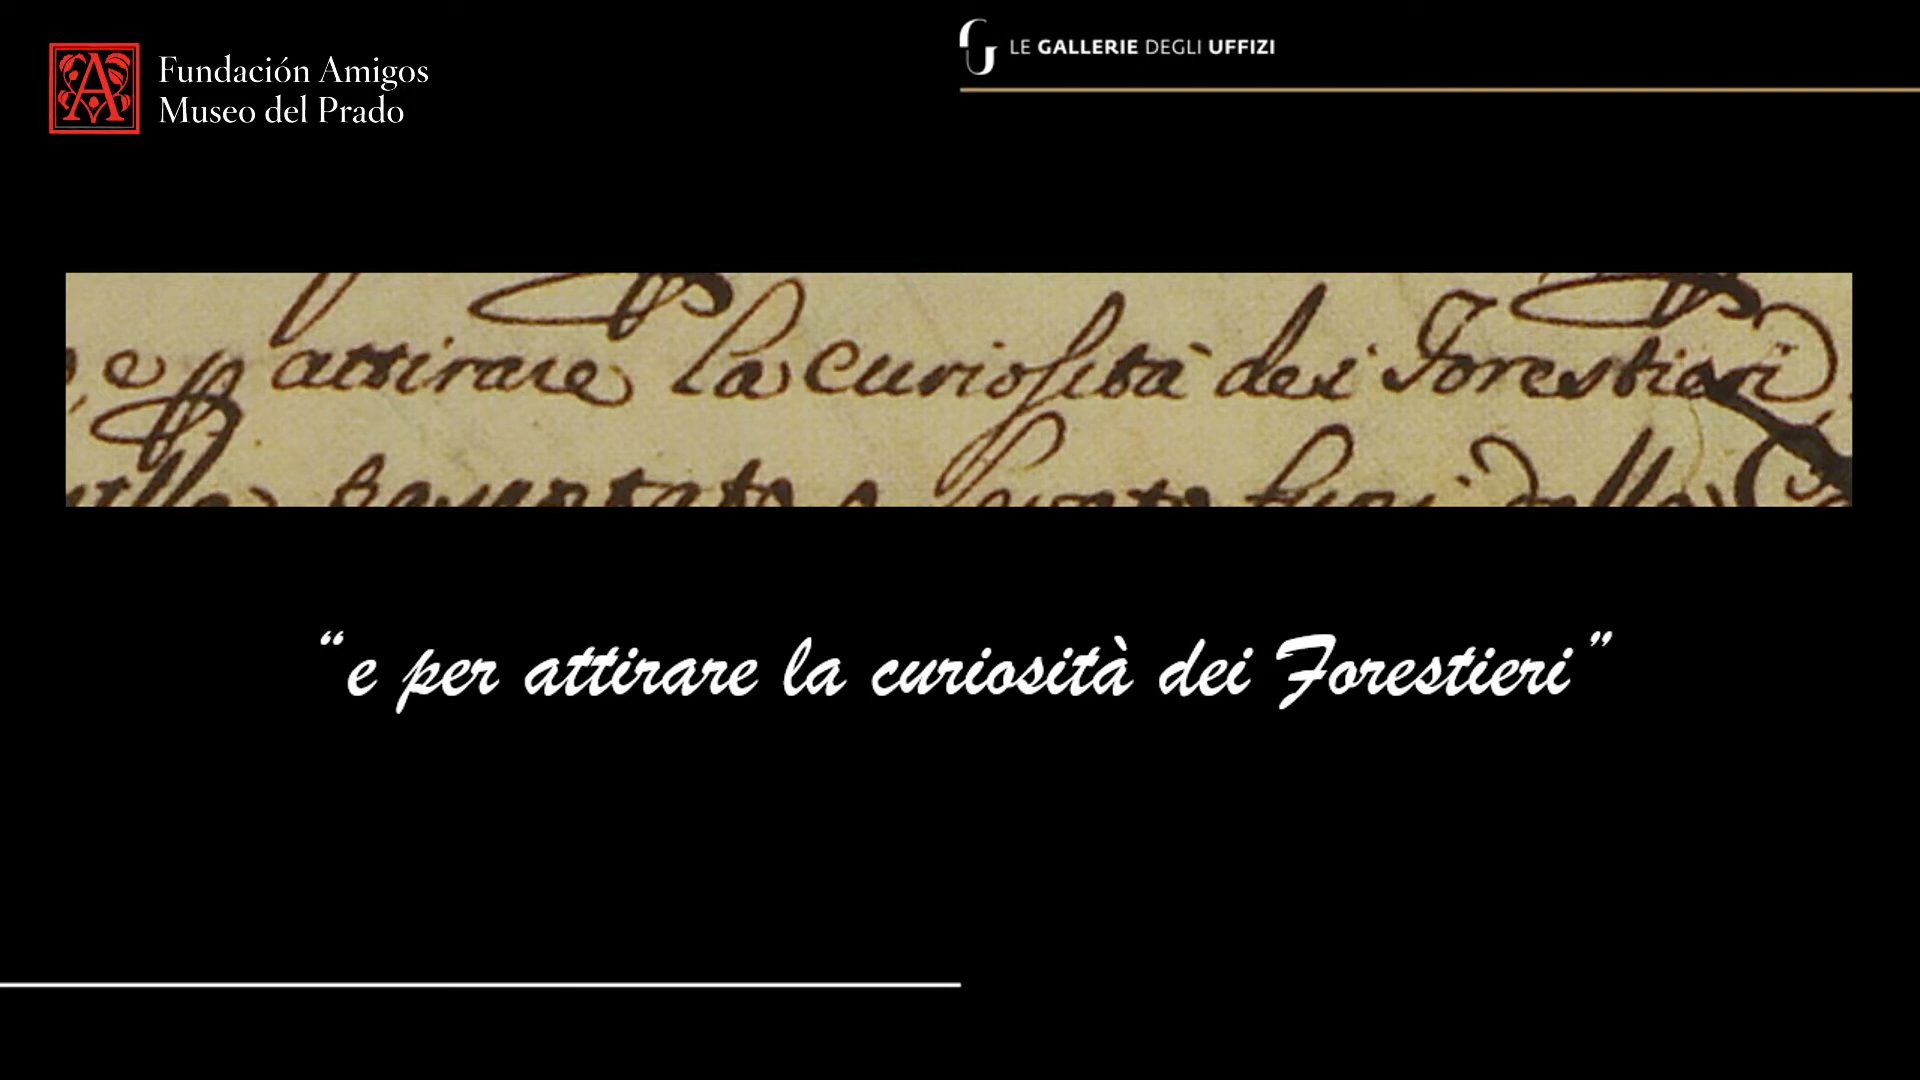 Fundación Amigos
Museo del Prado
LE GALLERIE DEGLI UFFIZI
e p attirare la curiosità dei Forestieri
“e per attirare la curiosità dei Forestieri”